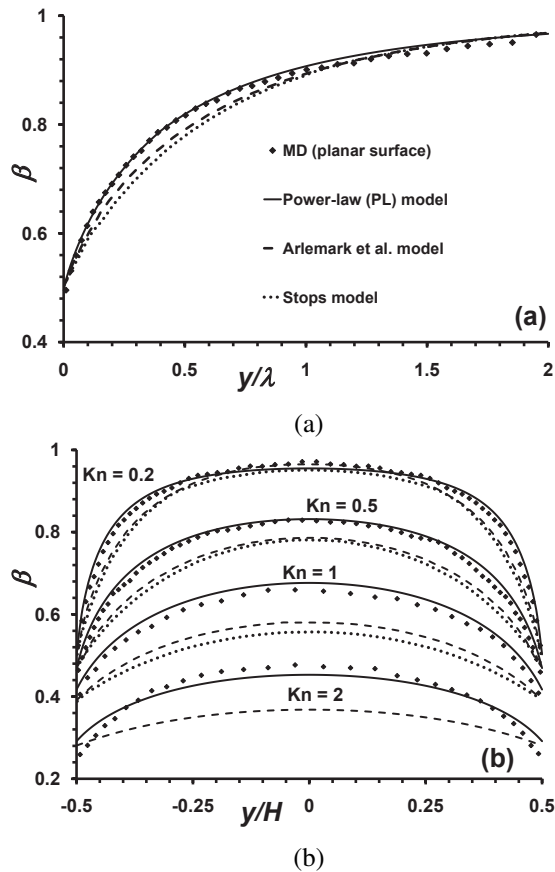 1
0.8
β
0.6
0.4
MD (planar surface)
Power-law (PL) model
Arlemark et al. model
Stops model
(a)
0
0.5
1
1.5
2
y/λ
(a)
1
Kn = 0.2
0.8
Kn = 0.5
β
0.6
Kn = 1
0.4
Kn = 2
(b)
0.2
-0.5
-0.25
0
0.25
0.5
y/H
(b)